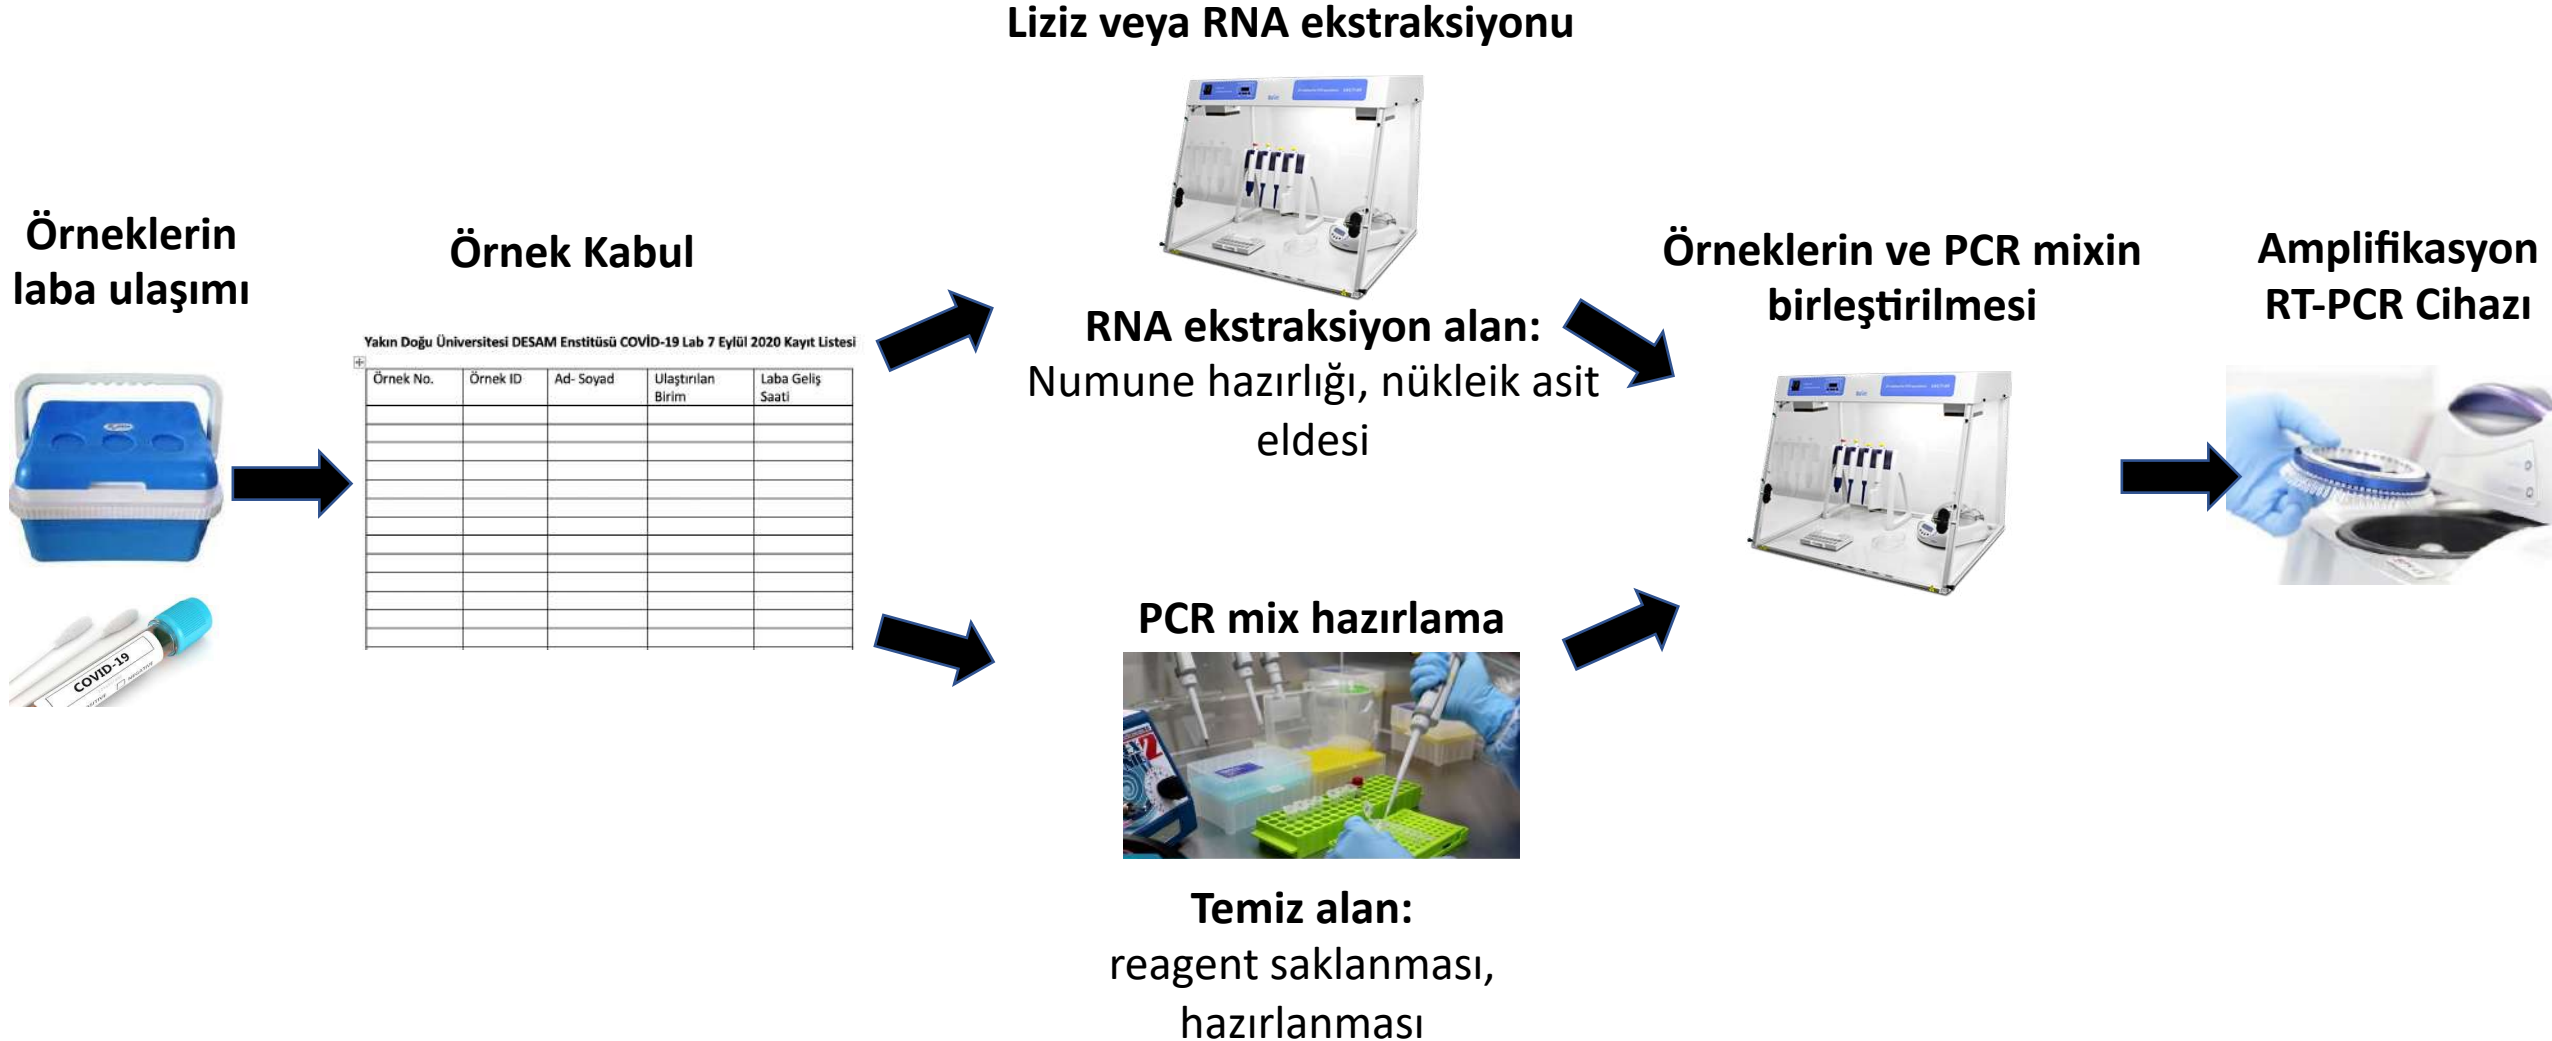 Örneklerin
laba ulaşımı
COVID-19
NEGATIVE
Örnek Kabul
Yakın Doğu Üniversitesi DESAM Enstitüsü COVİD-19 Lab 7 Eylül 2020 Kayıt Listesi
Örnek No.
Örnek ID
Ad- Soyad
Ulaştırılan
Birim
Laba Geliş
Saati
Liziz veya RNA ekstraksiyonu
RNA ekstraksiyon alan:
Numune hazırlığı, nükleik asit
eldesi
PCR mix hazırlama
Temiz alan:
reagent saklanması,
hazırlanması
Örneklerin ve PCR mixin
birleştirilmesi
Amplifikasyon
RT-PCR Cihazı